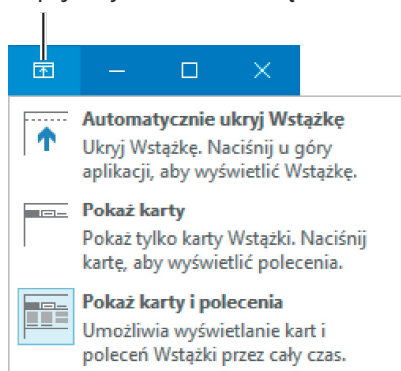 Automatycznie ukryj Wstążkę
Ukryj Wstążkę. Naciśnij u góry
aplikacji, aby wyświetlić Wstążkę.
Pokaż karty
Pokaż tylko karty Wstążki. Naciśnij
kartę, aby wyświetlić polecenia.
Pokaż karty i polecenia
Umożliwia wyświetlanie kart i
poleceń Wstążki przez cały czas.